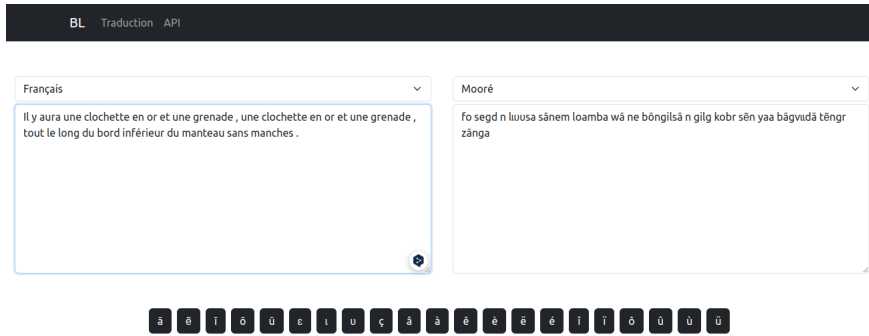 BL Traduction API
Français Mooré
Il y aura une clochette en or et une grenade , une clochette en or et une grenade ,
tout le long du bord inférieur du manteau sans manches .
fo segd n lɩʋʋsa sãnem loamba wã ne bõngilsã n gilg kobr sẽn yaa bãgvɩɩdã tẽngr
zãnga
ã ẽ ĩ õ ũ ɛ ɩ ʋ ç â à ê è ë é î ï ô û ù ü